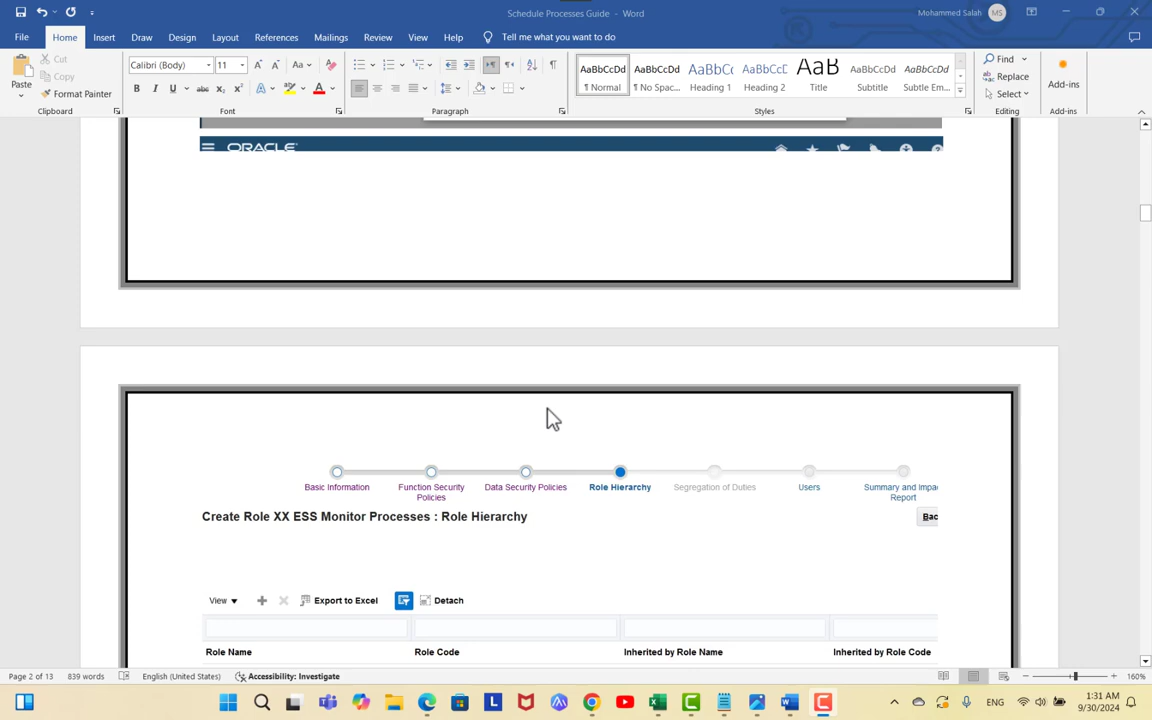 Schedule Processes Guide - Word
Mohammed Salah MS
File Home Insert Draw Design Layout References Mailings Review View Help Tell me what you want to do
Paste
Cut
Copy
Format Painter
Clipboard
Calibri (Body) 11
Font
Paragraph
AaBbCcDd
¶ Normal
AaBbCcDd
¶ No Spac...
AaBbCc
Heading 1
AaBbCcD
Heading 2
AaB
Title
AaBbCcD
Subtitle
AaBbCcDd
Subtle Em...
Styles
Find
Replace
Select
Editing
Add-ins
Add-ins
ORACLE
Basic Information
Function Security
Policies
Data Security Policies
Role Hierarchy
Segregation of Duties
Users
Summary and Impa
Report
Create Role XX ESS Monitor Processes : Role Hierarchy
Bac
View
Export to Excel
Detach
Role Name
Role Code
Inherited by Role Name
Inherited by Role Code
Page 2 of 13 839 words English (United States) Accessibility: Investigate 160%
ENG
1:31 AM
9/30/2024